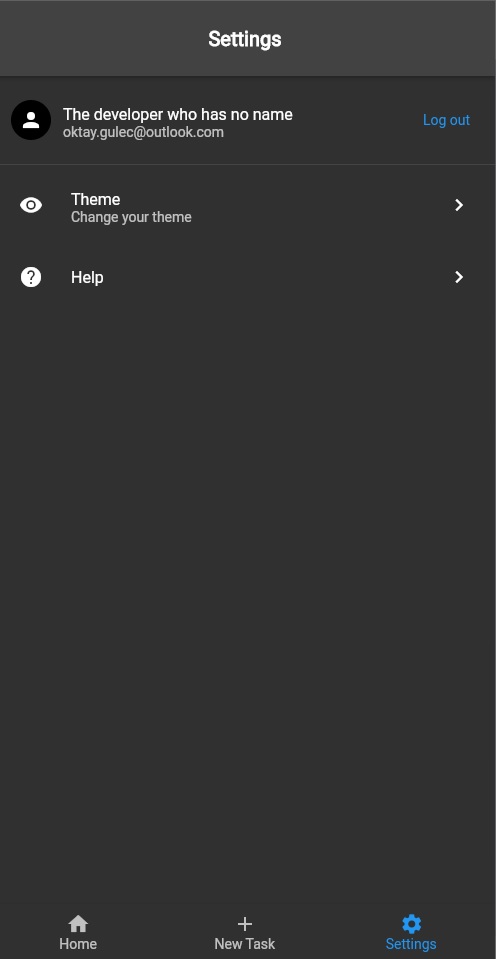 Settings
The developer who has no name
oktay.gulec@outlook.com
Log out
Theme
Change your theme
Help
Home
New Task
Settings